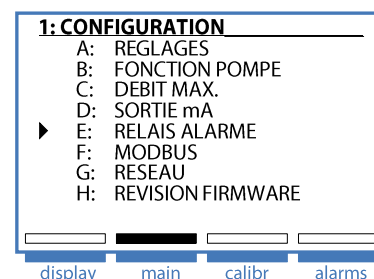 1: CONFIGURATION
A: REGLAGES
B: FONCTION POMPE
C: DEBIT MAX.
D: SORTIE mA
E: RELAIS ALARME
F: MODBUS
G: RESEAU
H: REVISION FIRMWARE
display main calibr alarms